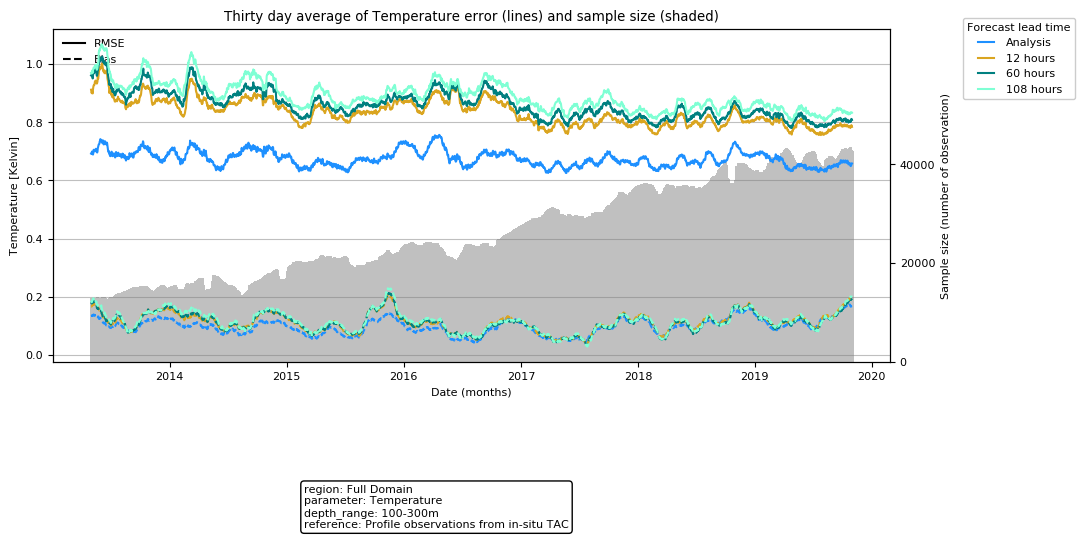 Thirty day average of Temperature error (lines) and sample size (shaded)
RMSE
Bias
Forecast lead time
Analysis
12 hours
60 hours
108 hours
Temperature [Kelvin]
1.0
0.8
0.6
0.4
0.2
0.0
Sample size (number of observation)
40000
20000
0
2014 2015 2016 2017 2018 2019 2020
Date (months)
region: Full Domain
parameter: Temperature
depth_range: 100-300m
reference: Profile observations from in-situ TAC